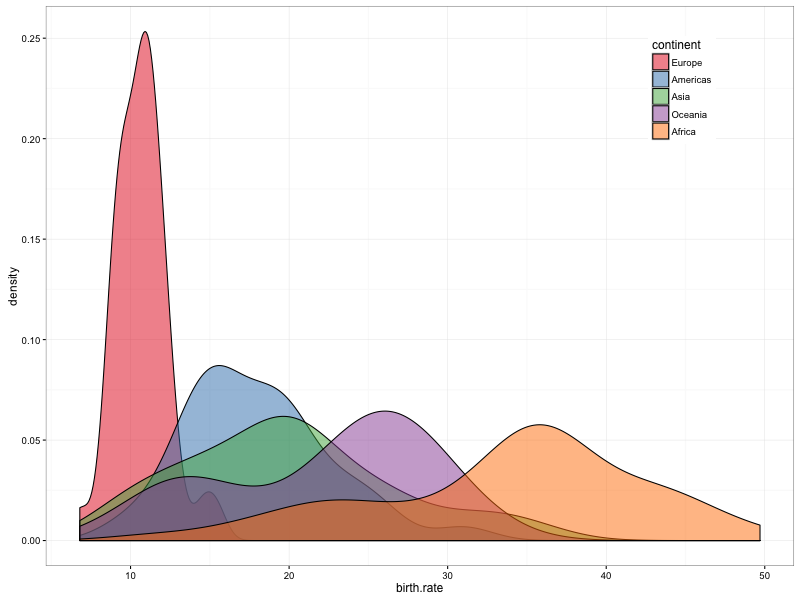 continent
Europe
Americas
Asia
Oceania
Africa
density
0.25
0.20
0.15
0.10
0.05
0.00
10 20 30 40 50
birth.rate